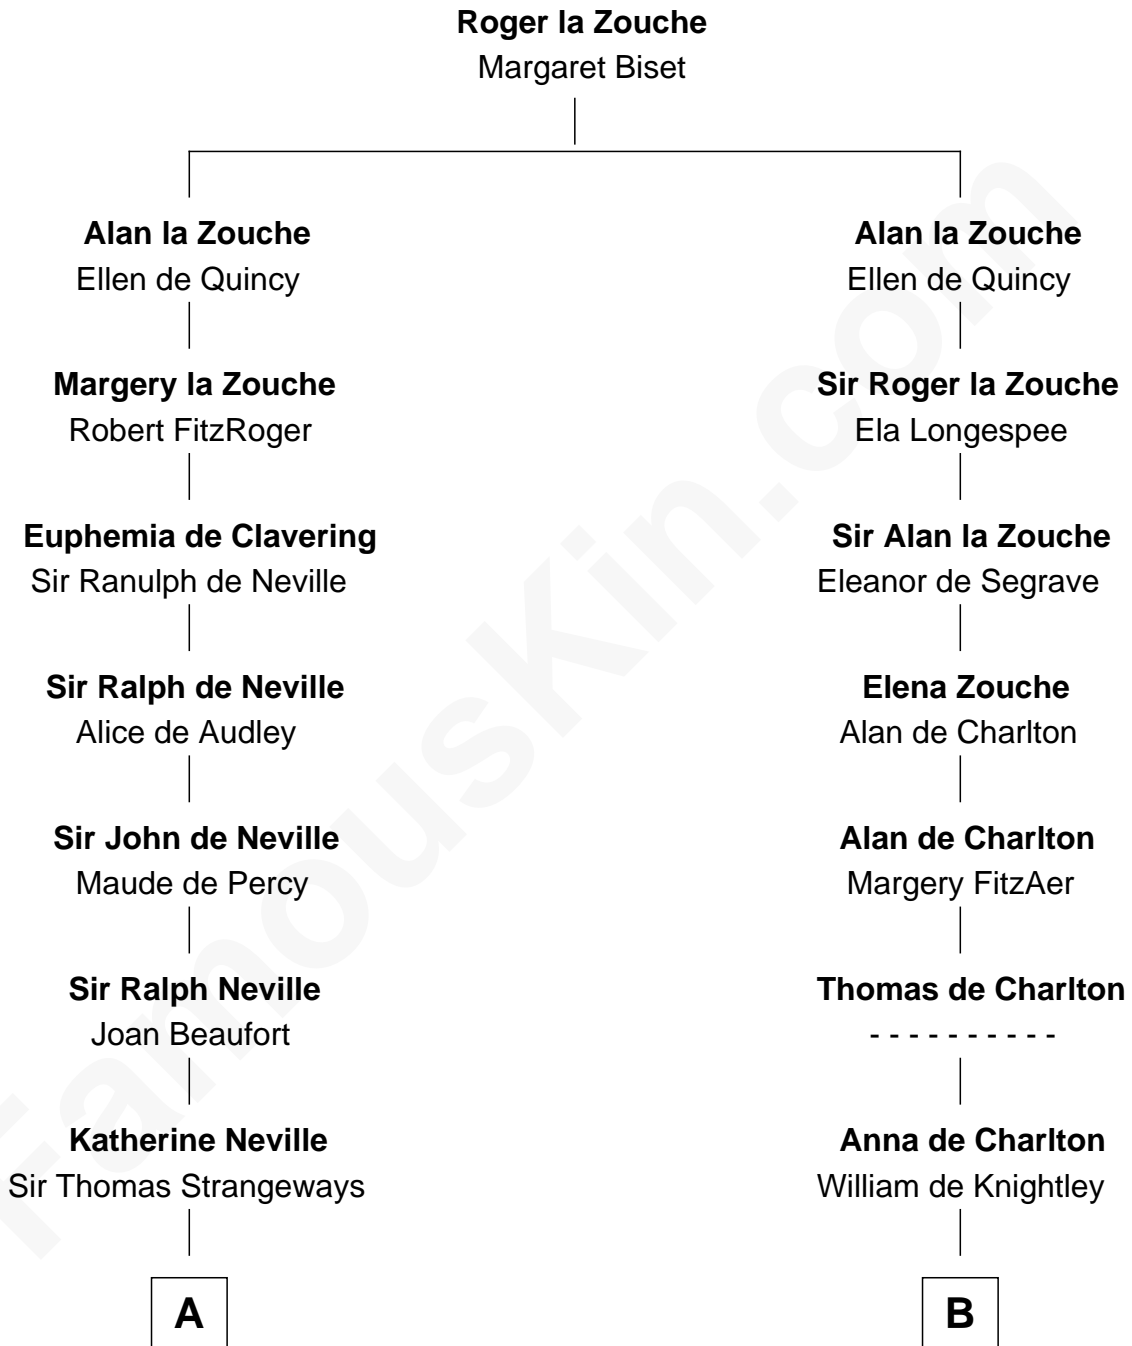 Roger la Zouche
Margaret Biset
Alan la Zouche
Ellen de Quincy
Alan la Zouche
Ellen de Quincy
Margery la Zouche
Robert FitzRoger
Sir Roger la Zouche
Ela Longespee
Euphemia de Clavering
Sir Ranulph de Neville
Sir Alan la Zouche
Eleanor de Segrave
Sir Ralph de Neville
Alice de Audley
Elena Zouche
Alan de Charlton
Sir John de Neville
Maude de Percy
Alan de Charlton
Margery FitzAer
Sir Ralph Neville
Joan Beaufort
Thomas de Charlton
- - - - - - - - - -
Katherine Neville
Sir Thomas Strangeways
Anna de Charlton
William de Knightley
A
B
FamousKin.com